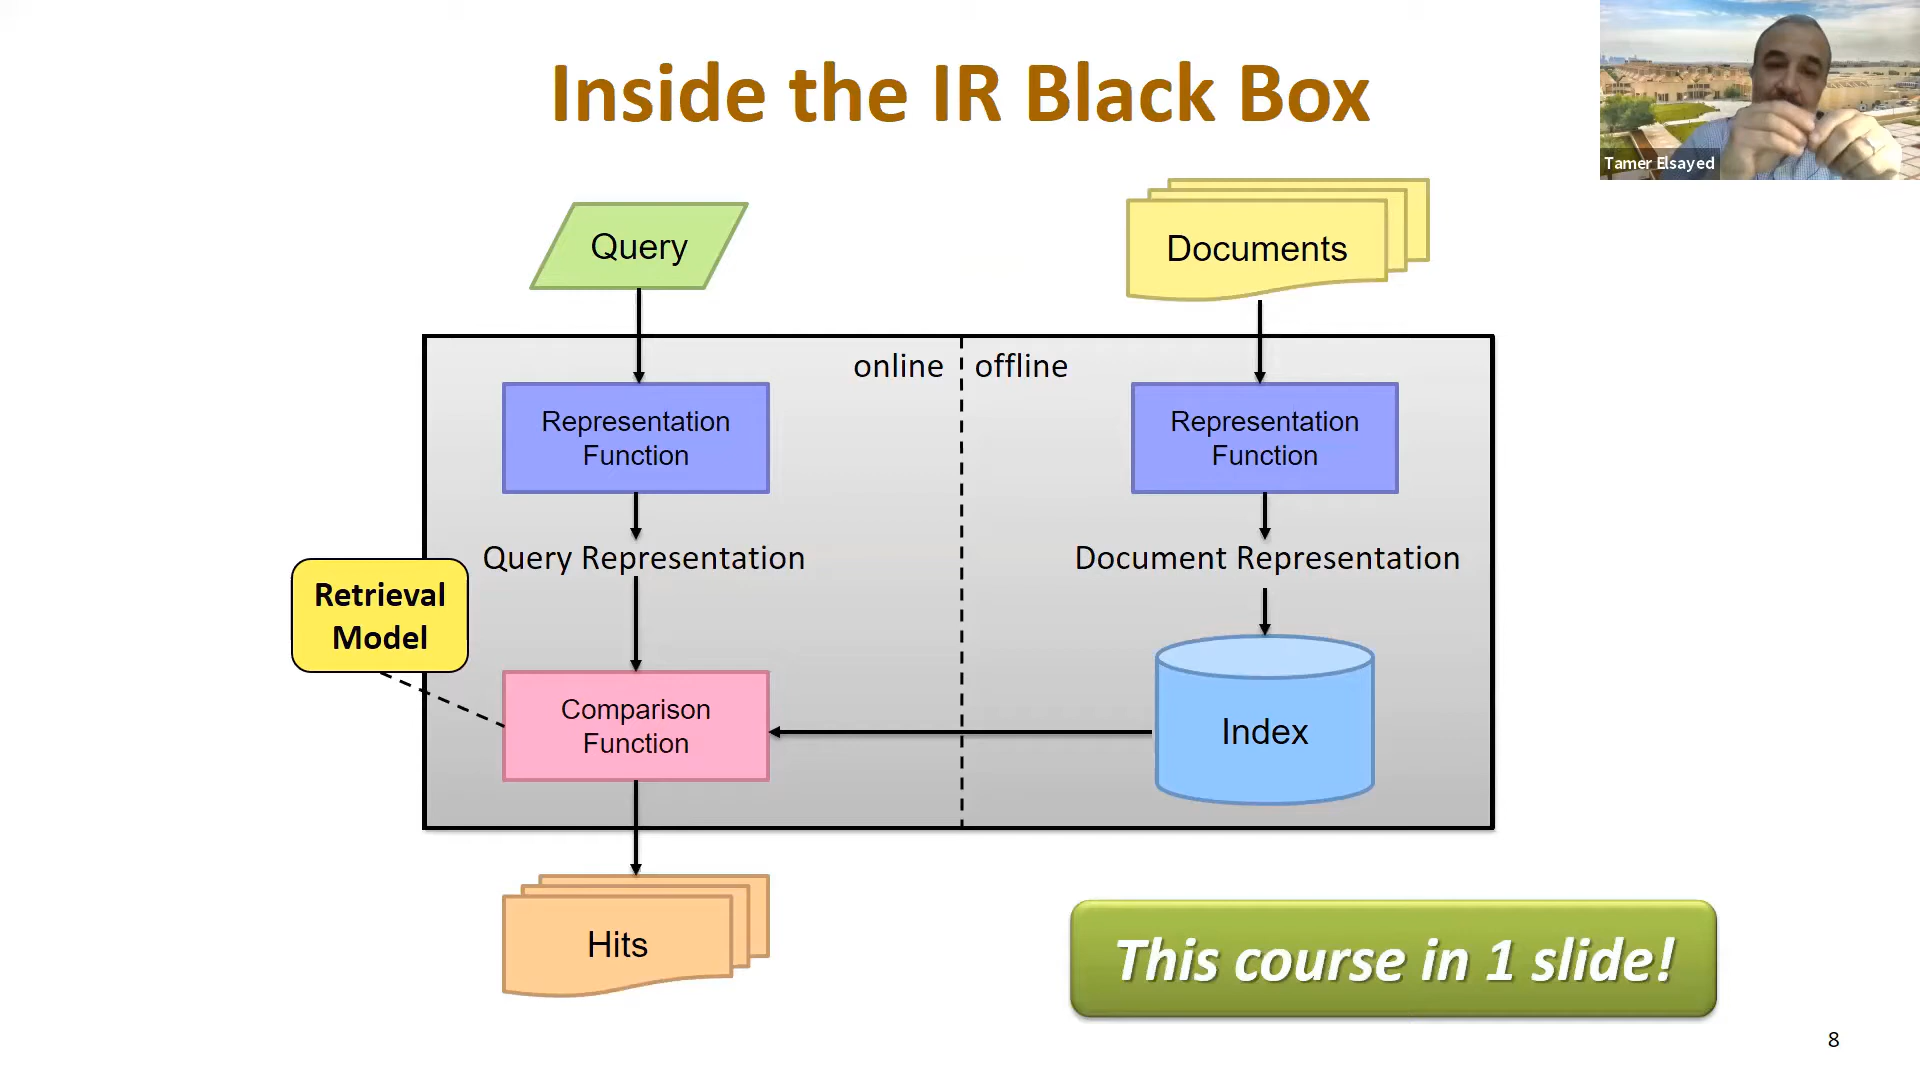 Inside the IR Black Box
Tamer Elsayed
Query
Documents
online
offline
Representation
Function
Representation
Function
Query Representation
Document Representation
Retrieval
Model
Comparison
Function
Index
Hits
This course in 1 slide!
8